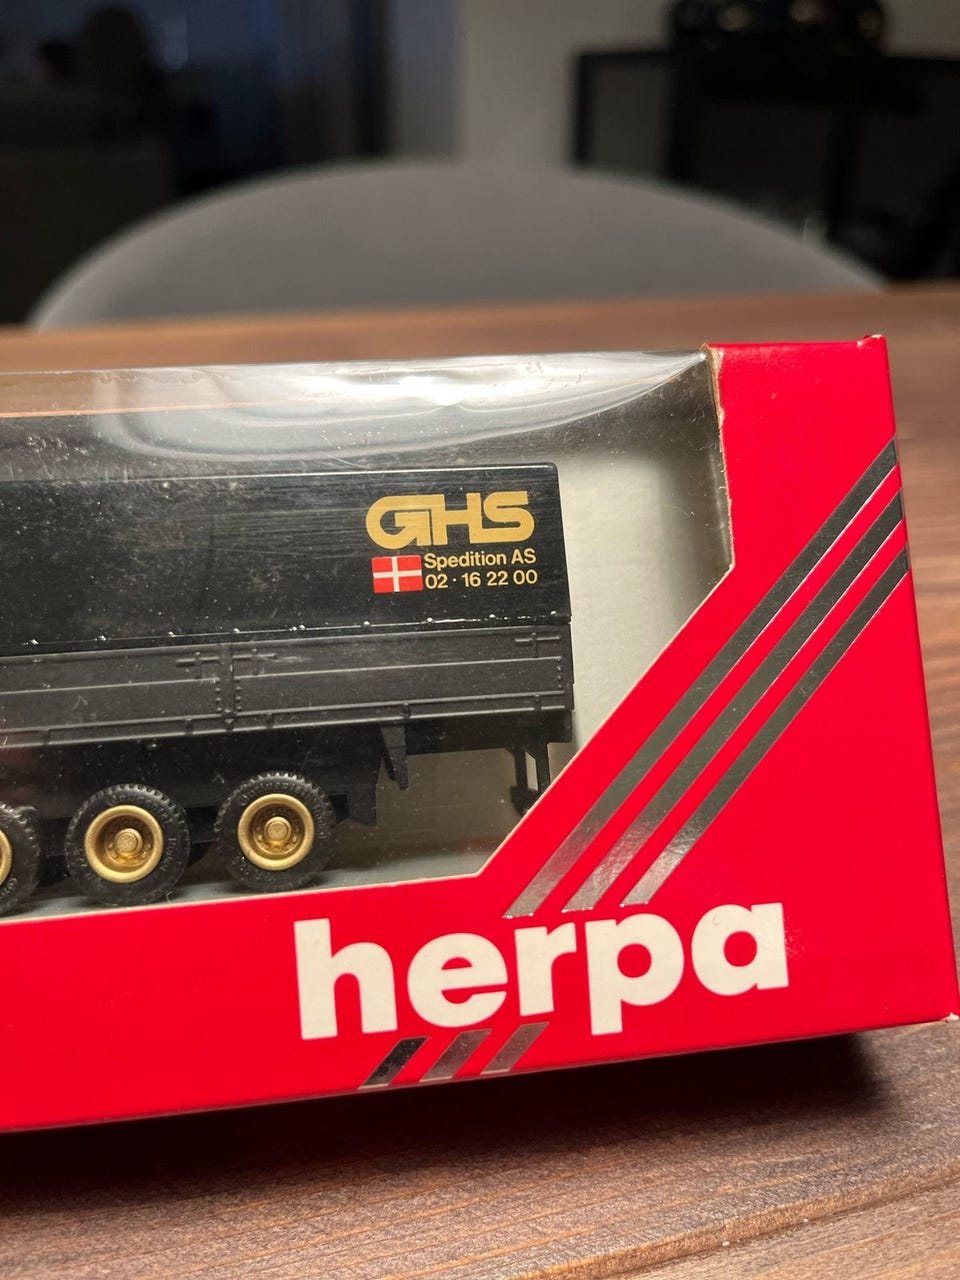 GHS
Spedition AS
02·16 22 00
herpa